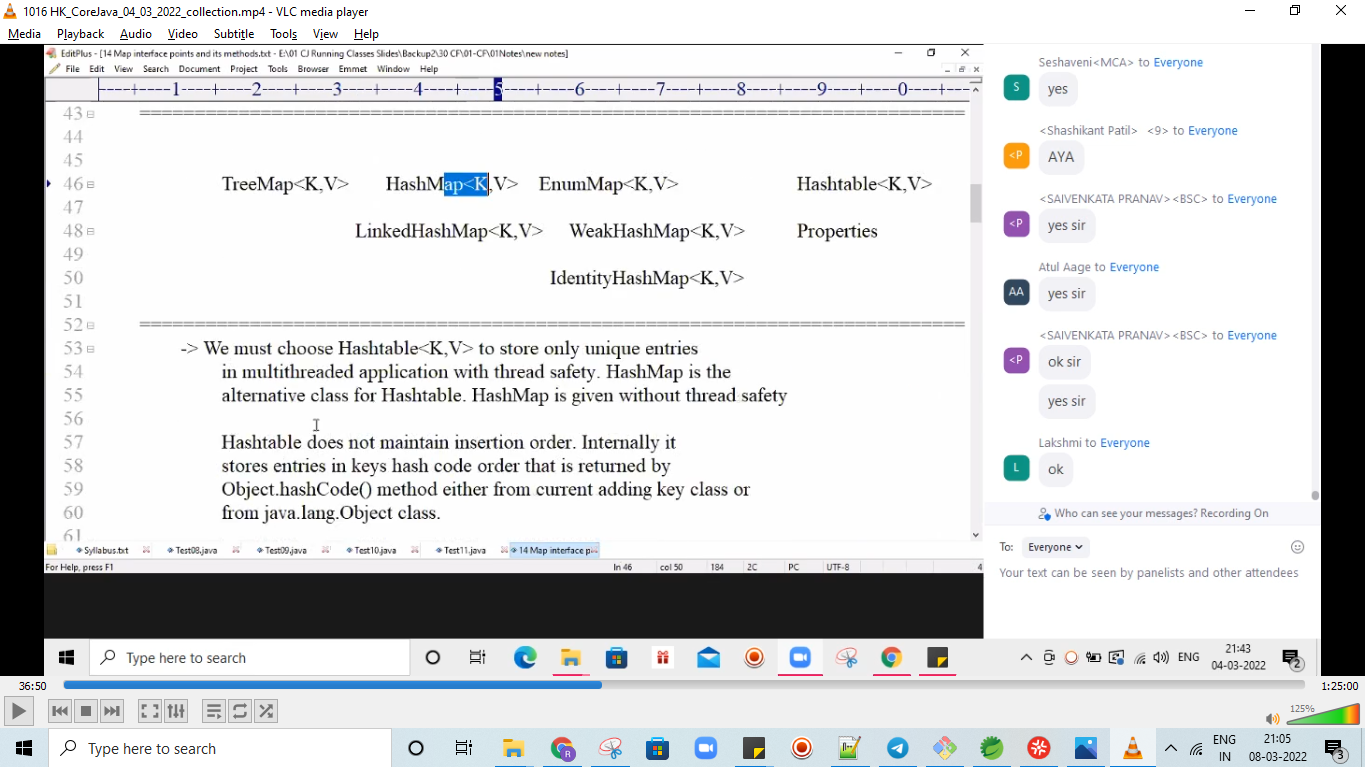 1016 HK_CoreJava_04_03_2022_collection.mp4 - VLC media player
Media Playback Audio Video Subtitle Tools View Help
EditPlus - [14 Map interface points and its methods.txt - E:\01 CJ Running Classes Slides\Backup2\30 CF\01-CF\01Notes\new notes]
File Edit View Search Document Project Tools Browser Emmet Window Help
----+----1----+----2----+----3----+----4----+----5----+----6----+----7----+----8----+----9----+----0----+--
43 ==========================================================================
44
45
46 TreeMap<K,V> HashMap<K,V> EnumMap<K,V> Hashtable<K,V>
47
48 LinkedHashMap<K,V> WeakHashMap<K,V> Properties
49
50 IdentityHashMap<K,V>
51
52 ==========================================================================
53 -> We must choose Hashtable<K,V> to store only unique entries
54 in multithreaded application with thread safety. HashMap is the
55 alternative class for Hashtable. HashMap is given without thread safety
56
57 Hashtable does not maintain insertion order. Internally it
58 stores entries in keys hash code order that is returned by
59 Object.hashCode() method either from current adding key class or
60 from java.lang.Object class.
61
Syllabus.txt Test08.java Test09.java Test10.java Test11.java 14 Map interface p
For Help, press F1 ln 46 col 50 184 2C PC UTF-8 4
Seshaveni<MCA> to Everyone
S yes
<Shashikant Patil> <9> to Everyone
<P AYA
<SAIVENKATA PRANAV><BSC> to Everyone
<P yes sir
Atul Aage to Everyone
AA yes sir
<SAIVENKATA PRANAV><BSC> to Everyone
<P ok sir
yes sir
Lakshmi to Everyone
L ok
Who can see your messages? Recording On
To: Everyone
Your text can be seen by panelists and other attendees
Type here to search ENG 21:43
04-03-2022 2
36:50 1:25:00
125%
Type here to search ENG 21:05
IN 08-03-2022 3